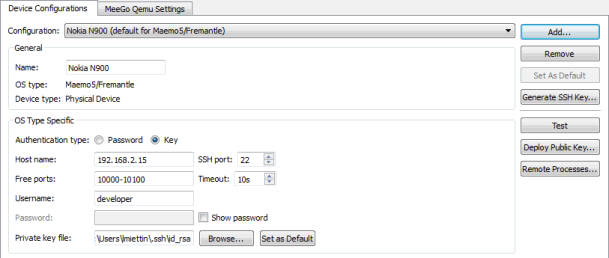 Device Configurations MeeGo Qemu Settings
Configuration: Nokia N900 (default for Maemo5/Fremantle) Add...
General Remove
Name: Nokia N900 Set As Default
OS type: Maemo5/Fremantle
Device type: Physical Device Generate SSH Key...
OS Type Specific Test
Authentication type: Password Key Deploy Public Key...
Host name: 192.168.2.15 SSH port: 22 Remote Processes...
Free ports: 10000-10100 Timeout: 10s
Username: developer
Password: Show password
Private key file: :\Users\lmiettin\.ssh\id_rsa Browse... Set as Default